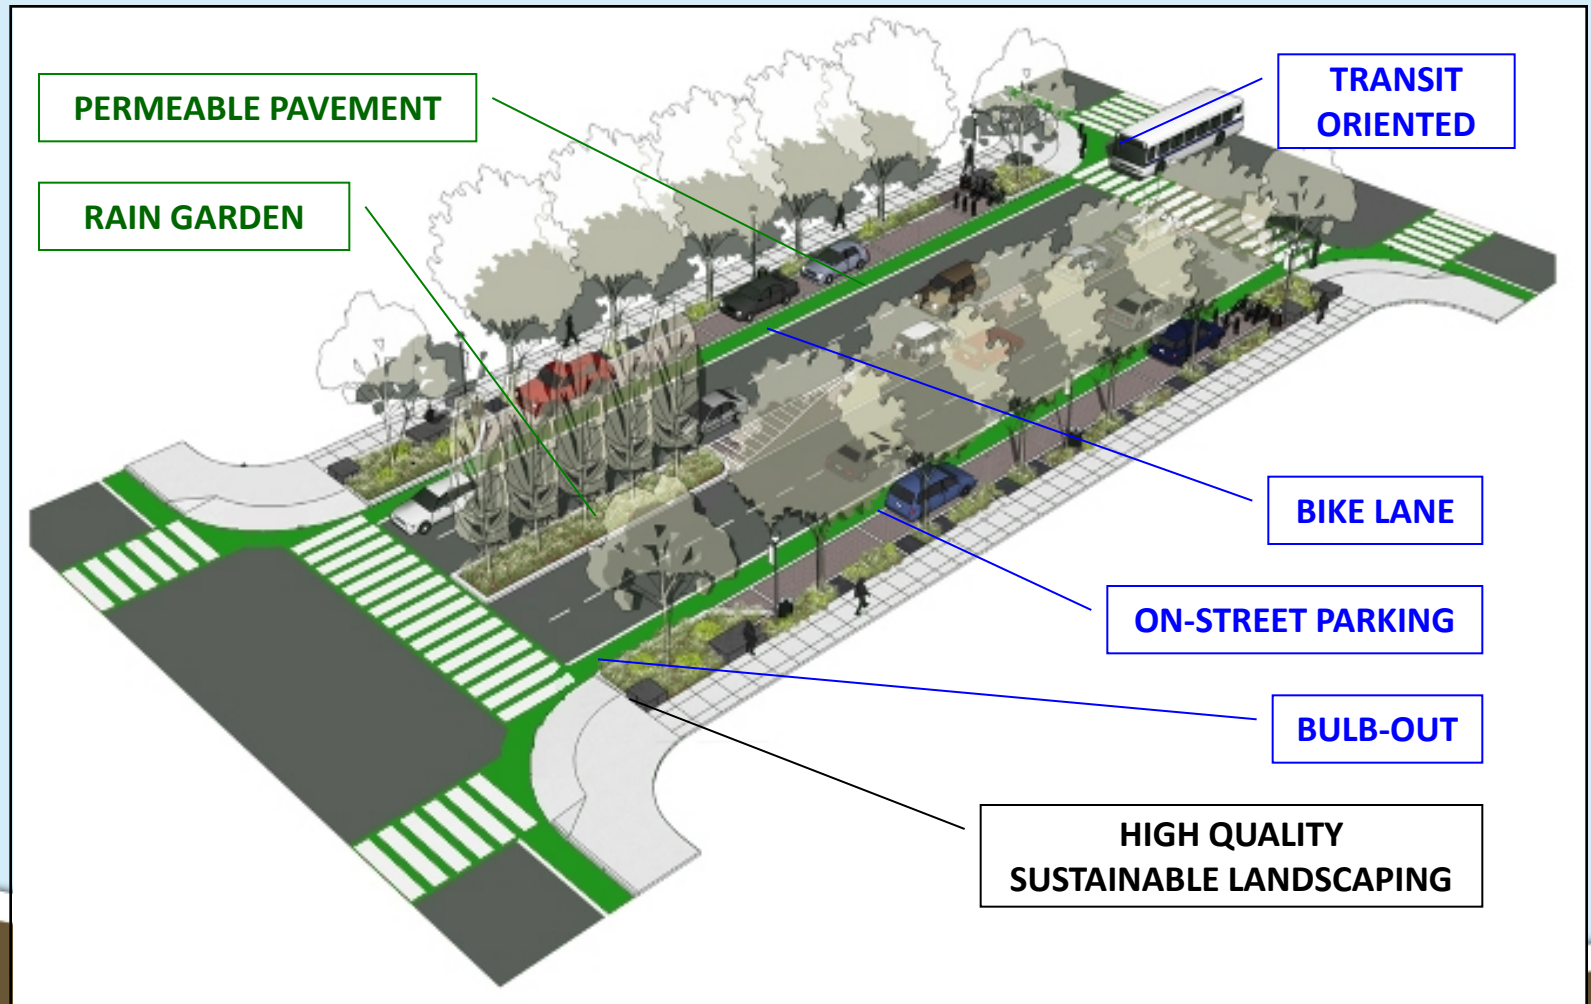 PERMEABLE PAVEMENT
RAIN GARDEN
TRANSIT
ORIENTED
BIKE LANE
ON-STREET PARKING
BULB-OUT
HIGH QUALITY
SUSTAINABLE LANDSCAPING